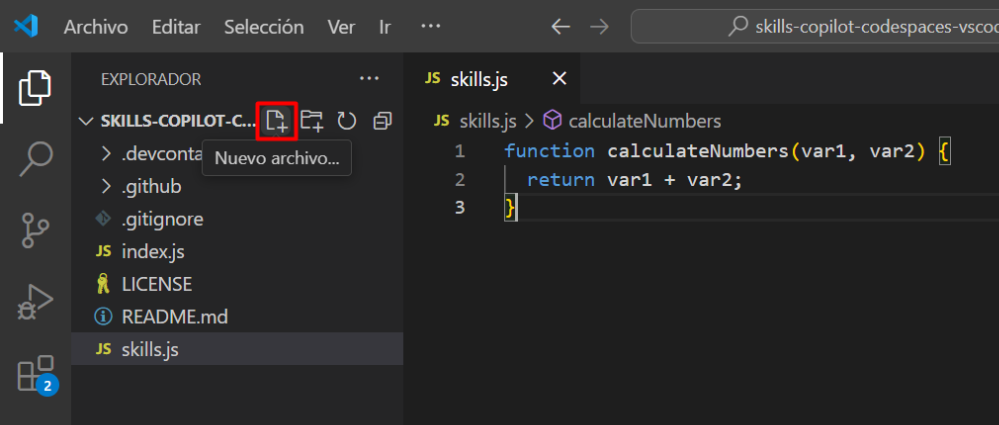 Archivo Editar Selección Ver Ir ...
skills-copilot-codespaces-vscod
EXPLORADOR ...
SKILLS-COPILOT-C...
.devconta
Nuevo archivo...
.github
.gitignore
JS index.js
LICENSE
README.md
JS skills.js
2
JS skills.js
JS skills.js > calculateNumbers
1 function calculateNumbers(var1, var2) {
2 return var1 + var2;
3 }